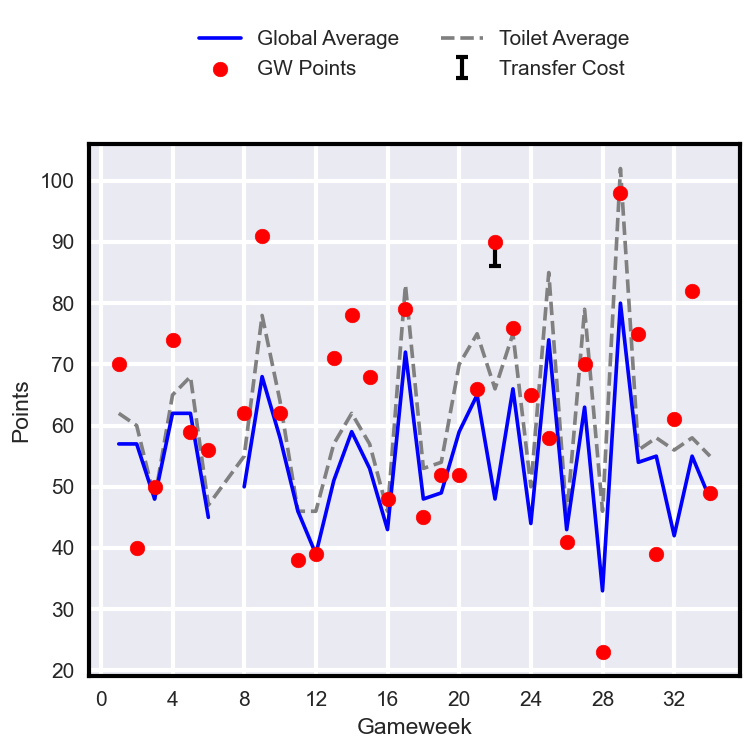 Global Average
Toilet Average
GW Points
Transfer Cost
100
90
80
70
60
50
40
30
20
Points
0 4 8 12 16 20 24 28 32
Gameweek